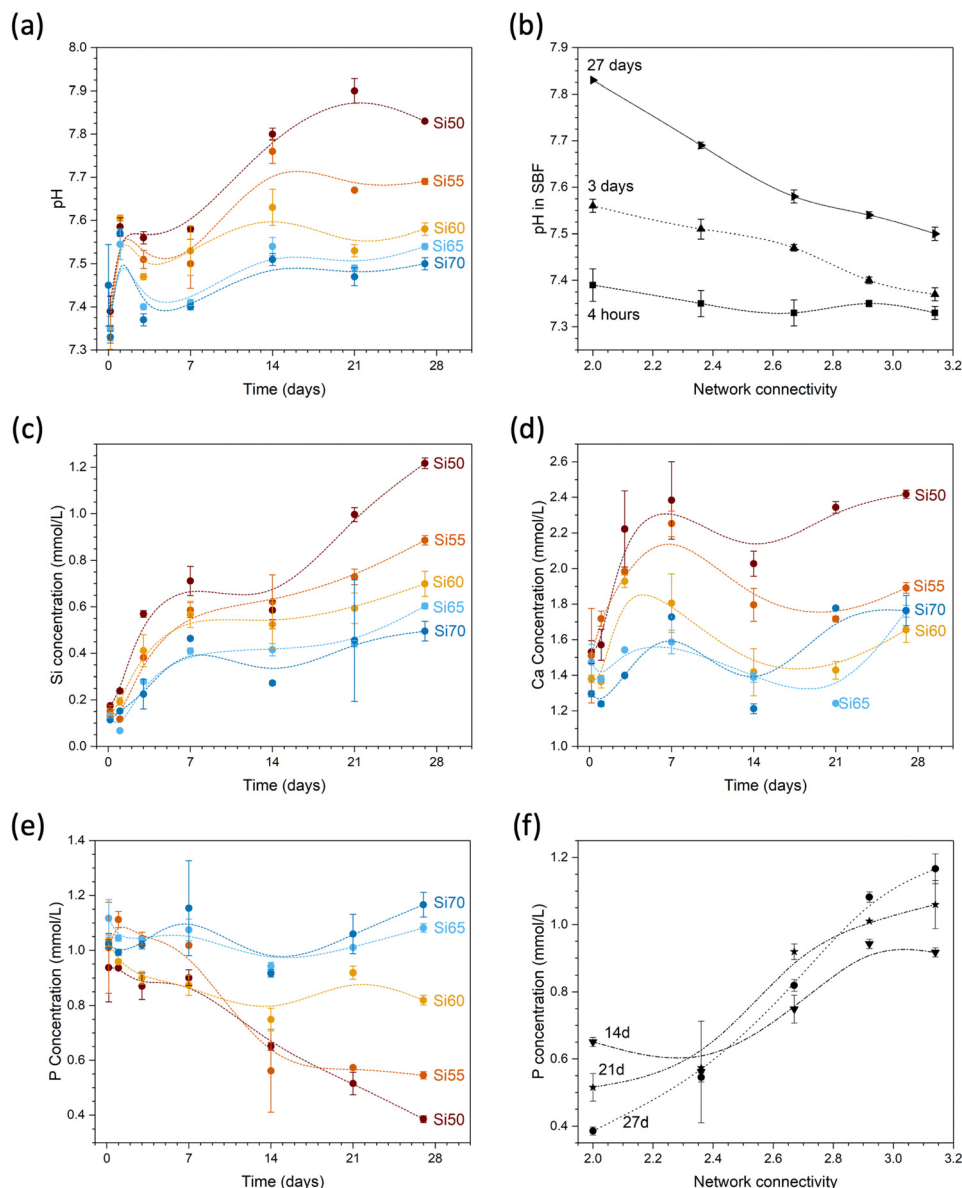 (a)
8.0
7.9
7.8
7.7
7.6
7.5
7.4
7.3
pH
0 7 14 21 28
Time (days)
Si50
Si55
Si60
Si65
Si70
(b)
7.9
7.8
7.7
7.6
7.5
7.4
7.3
pH in SBF
27 days
3 days
4 hours
2.0 2.2 2.4 2.6 2.8 3.0 3.2
Network connectivity
(c)
1.2
1.0
0.8
0.6
0.4
0.2
0.0
Si concentration (mmol/L)
0 7 14 21 28
Time (days)
Si50
Si55
Si60
Si65
Si70
(d)
2.6
2.4
2.2
2.0
1.8
1.6
1.4
1.2
1.0
Ca Concentration (mmol/L)
0 7 14 21 28
Time (days)
Si50
Si55
Si70
Si60
Si65
(e)
1.4
1.2
1.0
0.8
0.6
0.4
P Concentration (mmol/L)
0 7 14 21 28
Time (days)
Si70
Si65
Si60
Si55
Si50
(f)
1.4
1.2
1.0
0.8
0.6
0.4
P concentration (mmol/L)
14d
21d
27d
2.0 2.2 2.4 2.6 2.8 3.0 3.2
Network connectivity